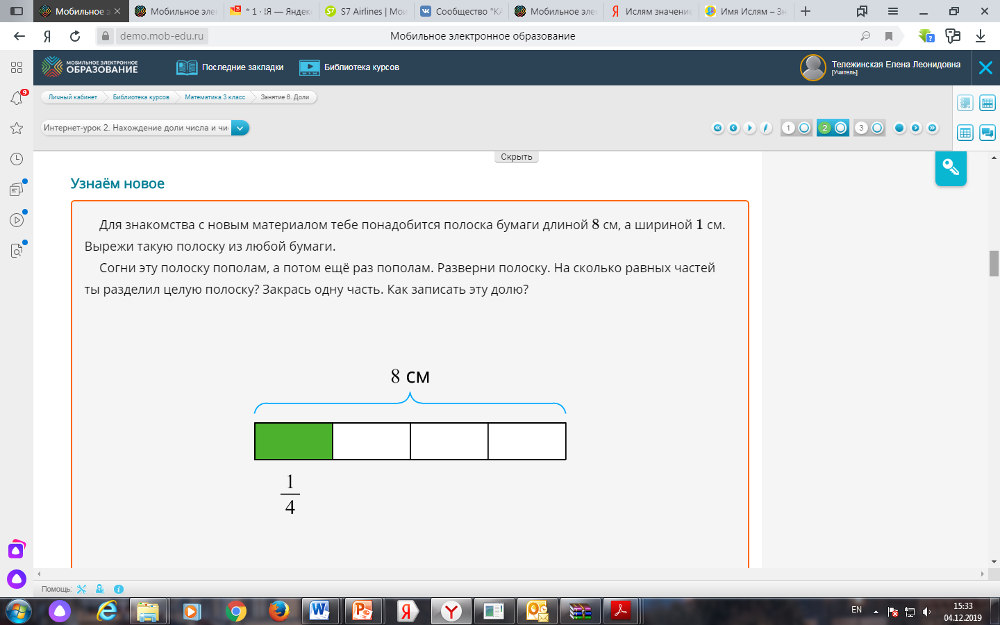 Мобильное э
Мобильное элек
* 1 · !Я — Яндекс
S7 Airlines | Мои
Сообщество "КА
Мобильное элек
Ислям значение
Имя Ислям – Зн
demo.mob-edu.ru
Мобильное электронное образование
МОБИЛЬНОЕ ЭЛЕКТРОННОЕ
ОБРАЗОВАНИЕ
Последние закладки
Библиотека курсов
Тележинская Елена Леонидовна
[Учитель]
Личный кабинет
Библиотека курсов
Математика 3 класс
Занятие 6. Доли
Интернет-урок 2. Нахождение доли числа и чи
1
2
3
Скрыть
Узнаём новое
Для знакомства с новым материалом тебе понадобится полоска бумаги длиной 8 см, а шириной 1 см.
Вырежи такую полоску из любой бумаги.
Согни эту полоску пополам, а потом ещё раз пополам. Разверни полоску. На сколько равных частей
ты разделил целую полоску? Закрась одну часть. Как записать эту долю?
8 см
1
4
Помощь:
EN
15:33
04.12.2019